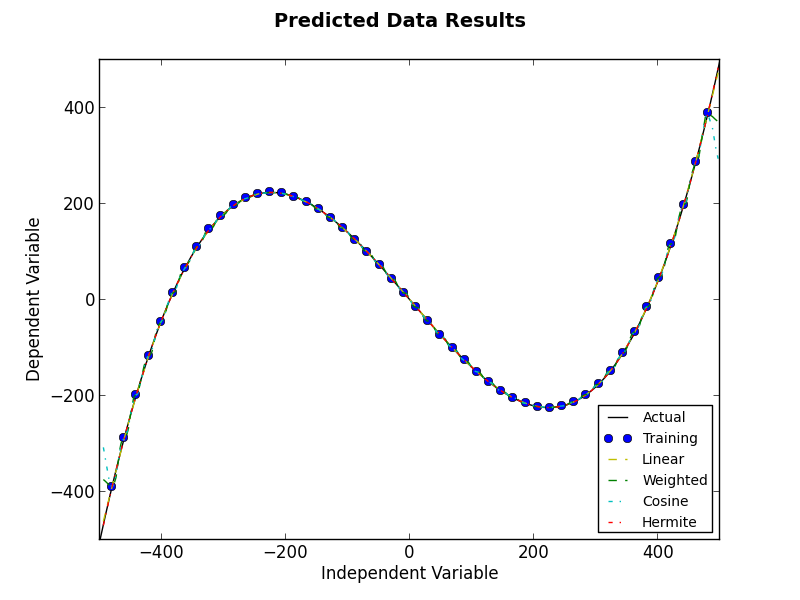 Predicted Data Results
Dependent Variable
400
200
0
−200
−400
−400
−200
0
200
400
Independent Variable
Actual
Training
Linear
Weighted
Cosine
Hermite